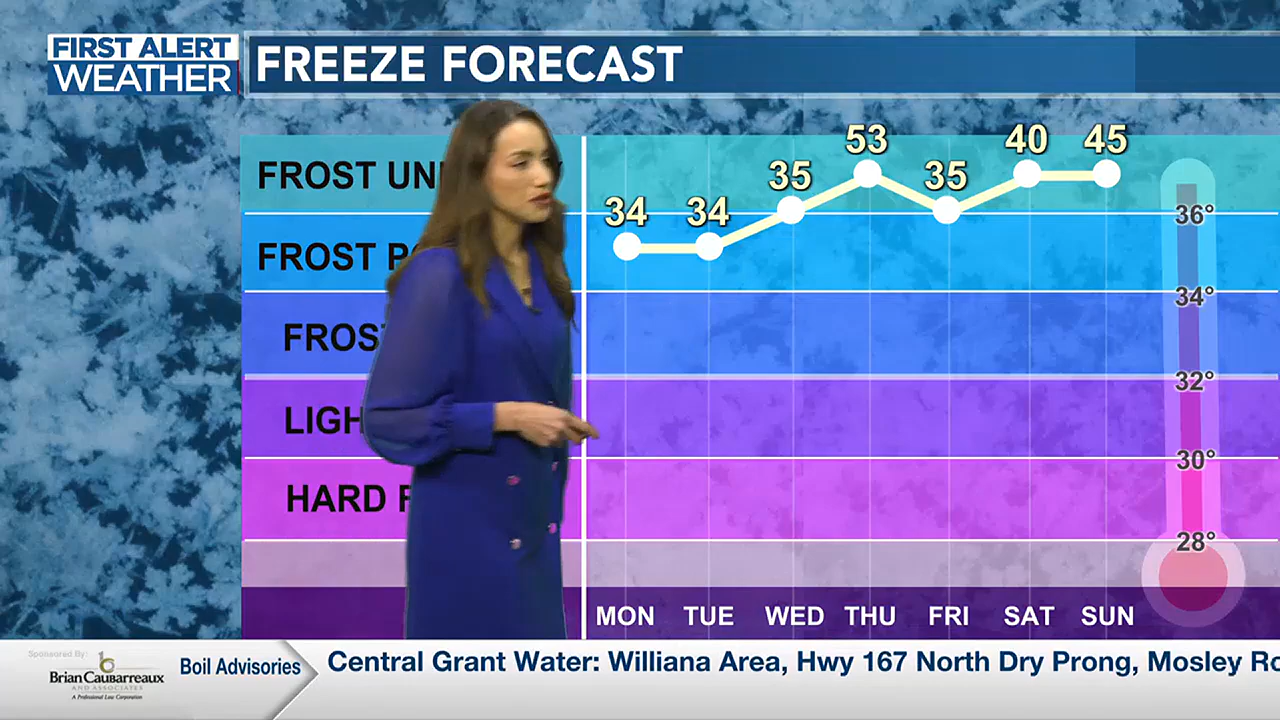 FIRST ALERT
WEATHER
FREEZE FORECAST
FROST UN
FROST P
FROS
LIGH
HARD F
34
34
35
53
35
40
45
36°
34°
32°
30°
28°
MON TUE WED THU FRI SAT SUN
Sponsored By:
Brian Caubarreaux
AND ASSOCIATES
A Professional Law Corporation
Boil Advisories
Central Grant Water: Williana Area, Hwy 167 North Dry Prong, Mosley Ro